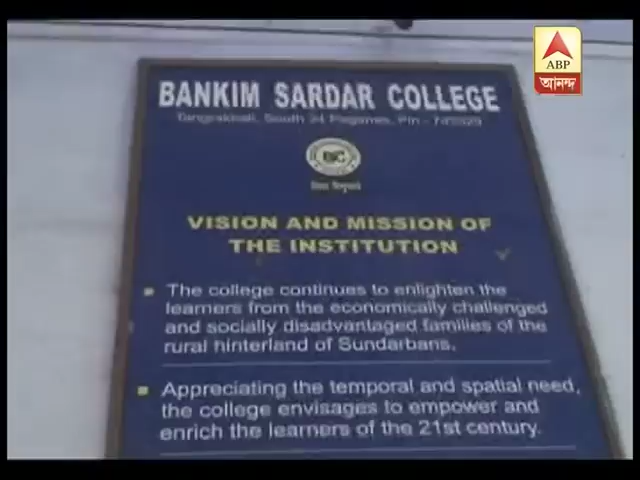 ABP
আনন্দ
BANKIM SARDAR COLLEGE
Tangrakhali, South 24 Paganas, Pin - 743329
BSC
VISION AND MISSION OF
THE INSTITUTION
The college continues to enlighten the
learners from the economically challenged
and socially disadvantaged families of the
rural hinterland of Sundarbans.
Appreciating the temporal and spatial need,
the college envisages to empower and
enrich the learners of the 21st century.